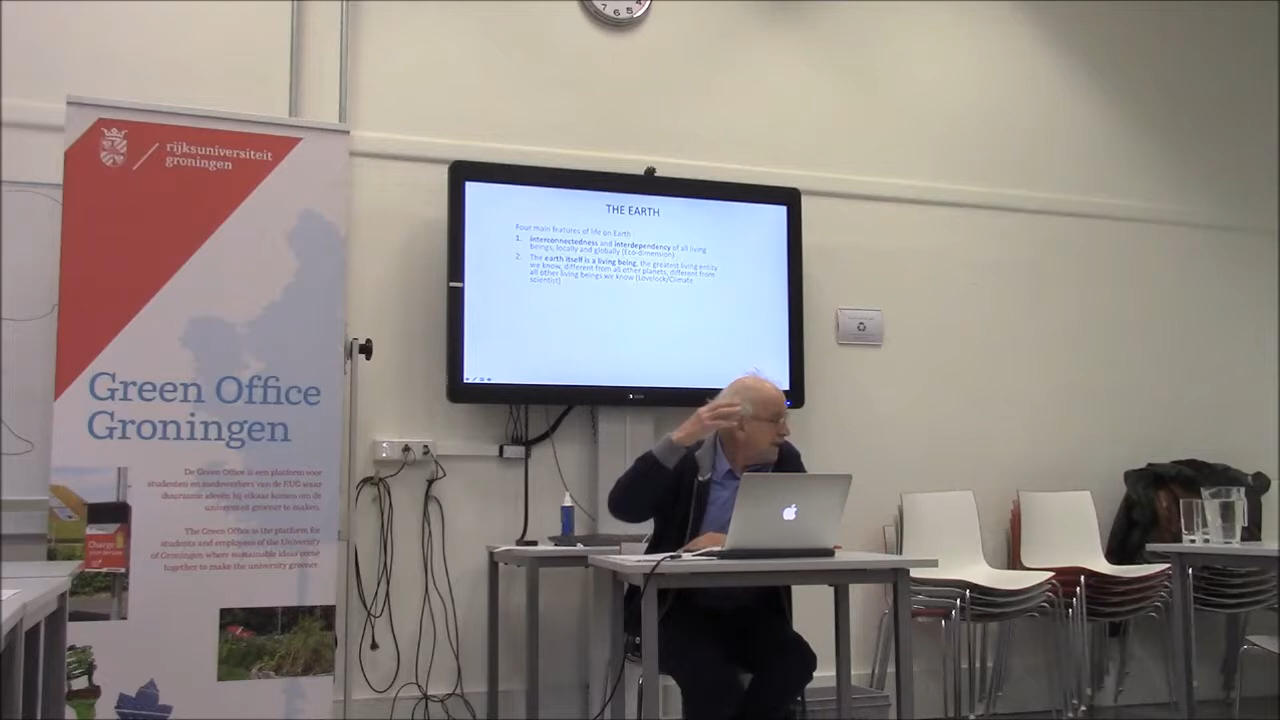 7 6 5
rijksuniversiteit
groningen
Green Office
Groningen
De Green Office is een platform voor
studenten en medewerkers van de RUG waar
duurzame ideeën bij elkaar komen om de
universiteit groener te maken.
The Green Office is the platform for
students and employees of the University
of Groningen where sustainable ideas come
together to make the university greener.
Charge
THE EARTH
Four main features of life on Earth
1. interconnectedness and interdependency of all living
beings, locally and globally (Eco-dimension)
2. The earth itself is a living being, the greatest living entity
we know, different from all other planets, different from
all other living beings we know (Lovelock/Climate
scientist)